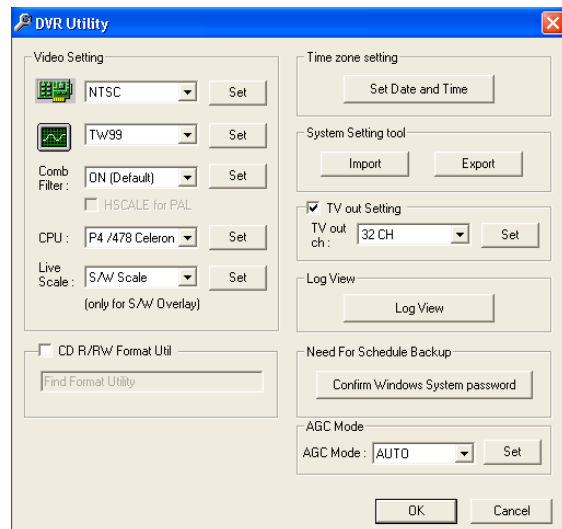 DVR Utility
Video Setting
NTSC Set
TW99 Set
Comb Filter : ON (Default) Set
HSCALE for PAL
CPU : P4 /478 Celeron Set
Live Scale : S/W Scale Set
(only for S/W Overlay)
CD R/RW Format Util
Find Format Utility
Time zone setting
Set Date and Time
System Setting tool
Import Export
TV out Setting
TV out ch : 32 CH Set
Log View
Log View
Need For Schedule Backup
Confirm Windows System password
AGC Mode
AGC Mode : AUTO Set
OK Cancel